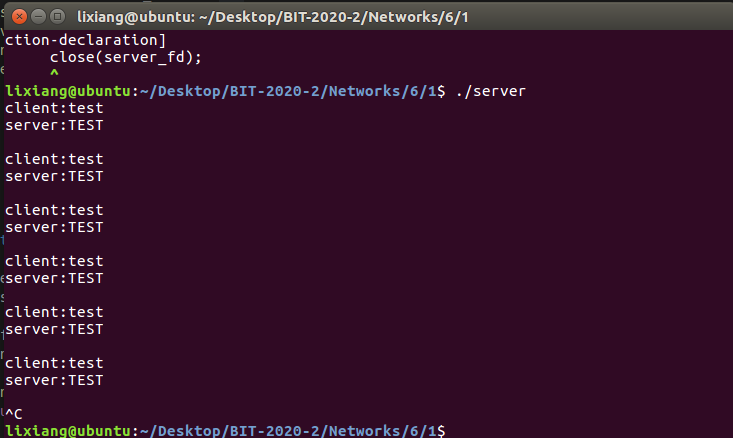 lixiang@ubuntu: ~/Desktop/BIT-2020-2/Networks/6/1
ction-declaration]
close(server_fd);
^
lixiang@ubuntu:~/Desktop/BIT-2020-2/Networks/6/1$ ./server
client:test
server:TEST
client:test
server:TEST
client:test
server:TEST
client:test
server:TEST
client:test
server:TEST
client:test
server:TEST
^C
lixiang@ubuntu:~/Desktop/BIT-2020-2/Networks/6/1$